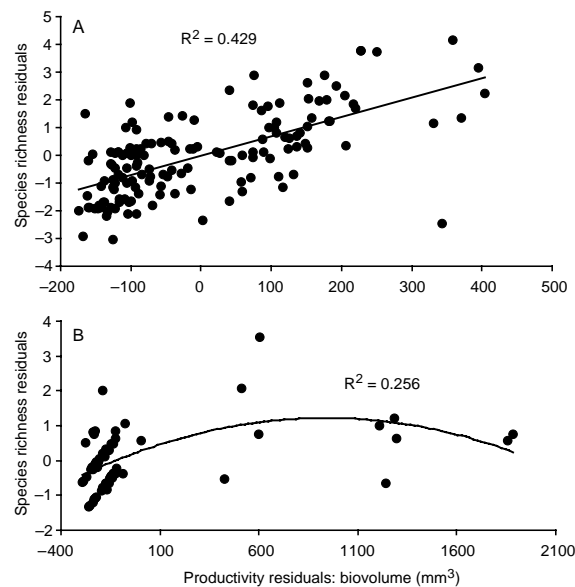 A
R² = 0.429
Species richness residuals
5
4
3
2
1
0
−1
−2
−3
−4
−200 −100 0 100 200 300 400 500
B
R² = 0.256
Species richness residuals
4
3
2
1
0
−1
−2
−400 100 600 1100 1600 2100
Productivity residuals: biovolume (mm³)